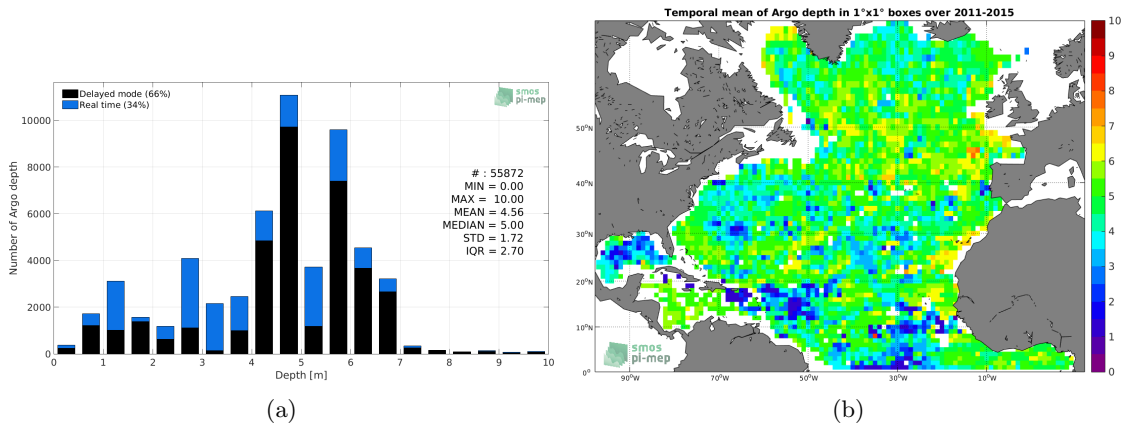 Delayed mode (66%)
Real time (34%)
smos
pi-mep
10000
8000
6000
4000
2000
0
Number of Argo depth
# : 55872
MIN = 0.00
MAX = 10.00
MEAN = 4.56
MEDIAN = 5.00
STD = 1.72
IQR = 2.70
0 1 2 3 4 5 6 7 8 9 10
Depth [m]
(a)
Temporal mean of Argo depth in 1°x1° boxes over 2011-2015
50°N
40°N
30°N
20°N
10°N
0°
90°W 70°W 50°W 30°W 10°W
smos
pi-mep
10
9
8
7
6
5
4
3
2
1
0
(b)